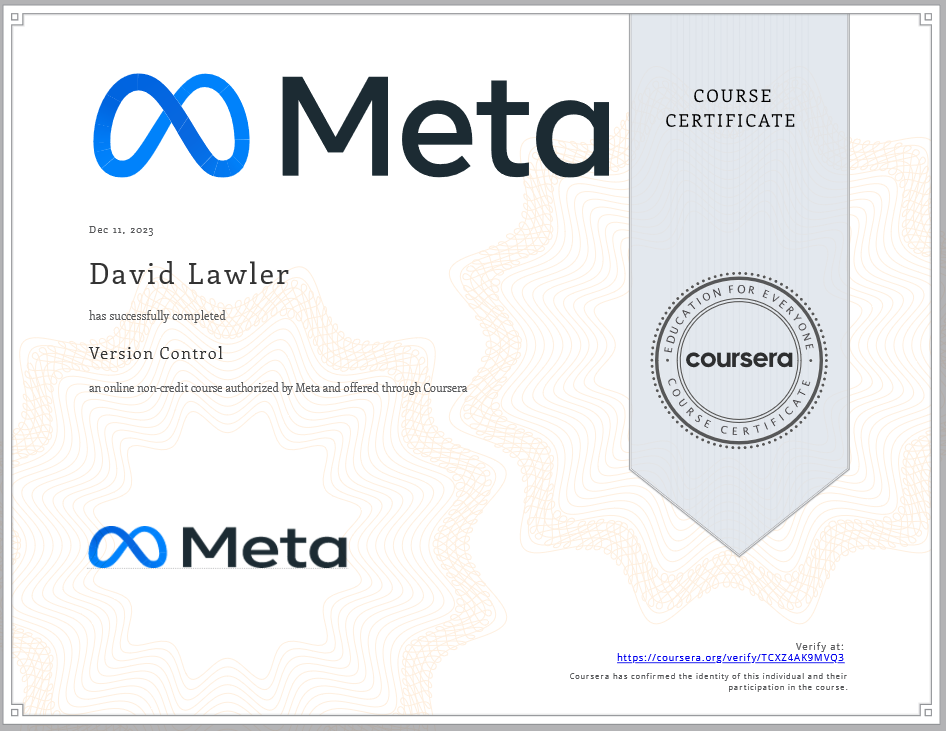 Meta
COURSE
CERTIFICATE
Dec 11, 2023
David Lawler
has successfully completed
Version Control
an online non-credit course authorized by Meta and offered through Coursera
EDUCATION FOR EVERYONE
coursera
COURSE CERTIFICATE
Meta
Verify at:
https://coursera.org/verify/TCXZ4AK9MVQ3
Coursera has confirmed the identity of this individual and their
participation in the course.